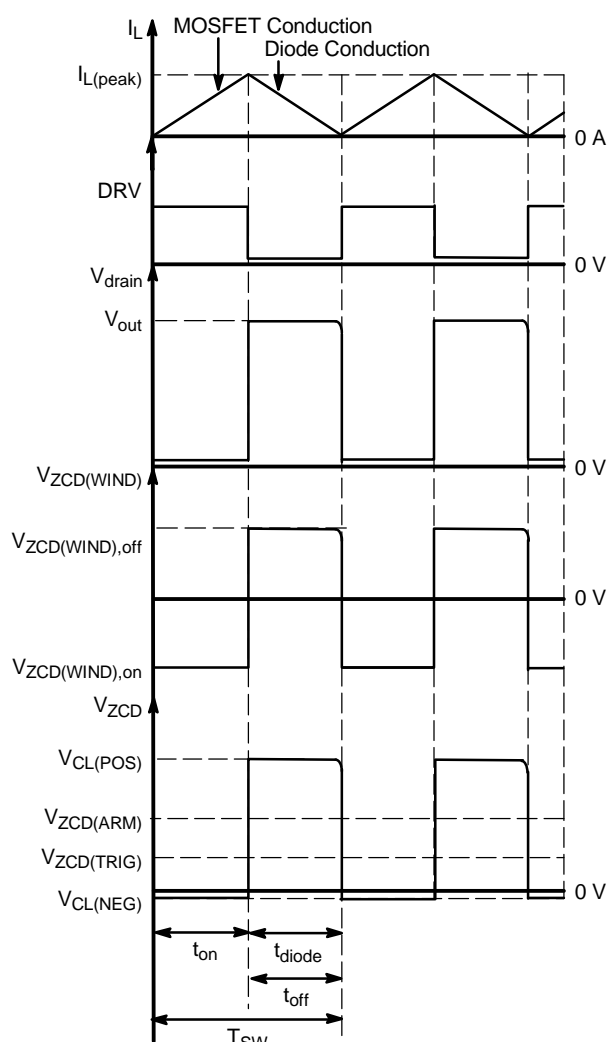 MOSFET Conduction
I_L
Diode Conduction
I_L(peak)
0 A
DRV
0 V
V_drain
V_out
0 V
V_ZCD(WIND)
V_ZCD(WIND),off
0 V
V_ZCD(WIND),on
V_ZCD
V_CL(POS)
V_ZCD(ARM)
V_ZCD(TRIG)
0 V
V_CL(NEG)
t_on
t_diode
t_off
T_SW